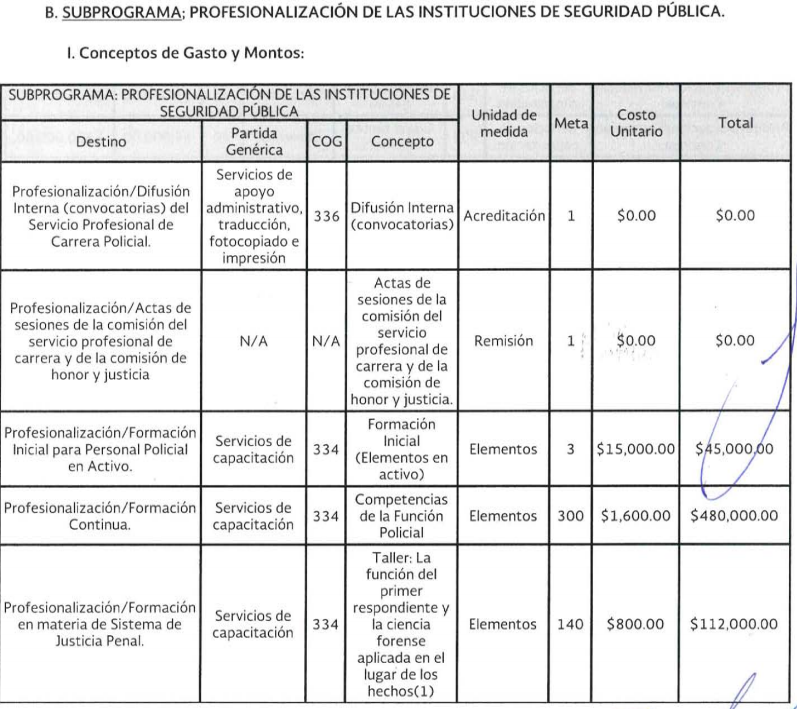 B. SUBPROGRAMA; PROFESIONALIZACIÓN DE LAS INSTITUCIONES DE SEGURIDAD PÚBLICA.
I. Conceptos de Gasto y Montos:
SUBPROGRAMA: PROFESIONALIZACIÓN DE LAS INSTITUCIONES DE
SEGURIDAD PÚBLICA
Unidad de
medida
Meta
Costo
Unitario
Total
Destino
Partida
Genérica
COG
Concepto
Profesionalización/Difusión
Interna (convocatorias) del
Servicio Profesional de
Carrera Policial.
Servicios de
apoyo
administrativo,
traducción,
fotocopiado e
impresión
336
Difusión Interna
(convocatorias)
Acreditación
1
$0.00
$0.00
Profesionalización/Actas de
sesiones de la comisión del
servicio profesional de
carrera y de la comisión de
honor y justicia
N/A
N/A
Actas de
sesiones de la
comisión del
servicio
profesional de
carrera y de la
comisión de
honor y justicia.
Remisión
1
$0.00
$0.00
Profesionalización/Formación
Inicial para Personal Policial
en Activo.
Servicios de
capacitación
334
Formación
Inicial
(Elementos en
activo)
Elementos
3
$15,000.00
$45,000.00
Profesionalización/Formación
Continua.
Servicios de
capacitación
334
Competencias
de la Función
Policial
Elementos
300
$1,600.00
$480,000.00
Profesionalización/Formación
en materia de Sistema de
Justicia Penal.
Servicios de
capacitación
334
Taller: La
función del
primer
respondiente y
la ciencia
forense
aplicada en el
lugar de los
hechos(1)
Elementos
140
$800.00
$112,000.00